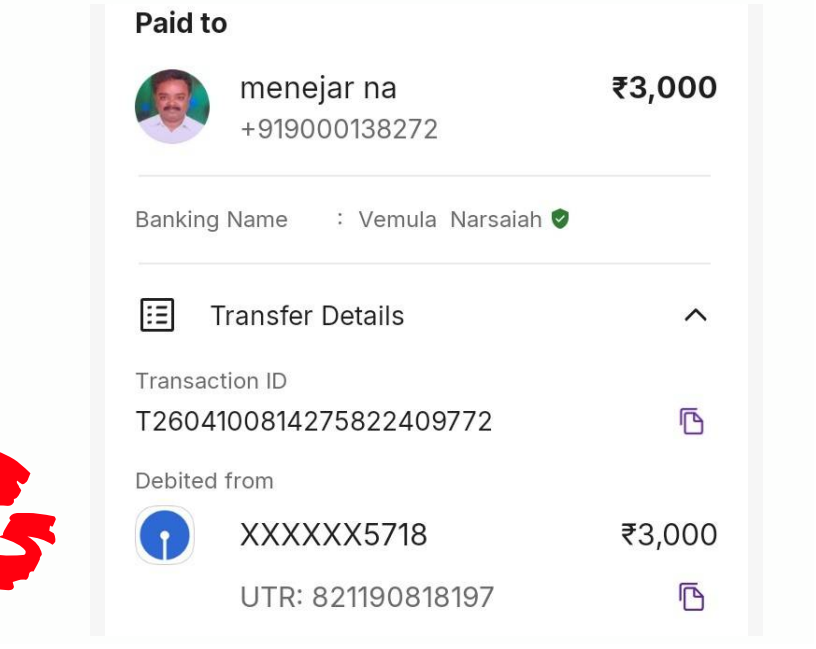 Paid to
menejar na ₹3,000
+919000138272
Banking Name : Vemula Narsaiah
Transfer Details
Transaction ID
T2604100814275822409772
Debited from
XXXXXX5718 ₹3,000
UTR: 821190818197